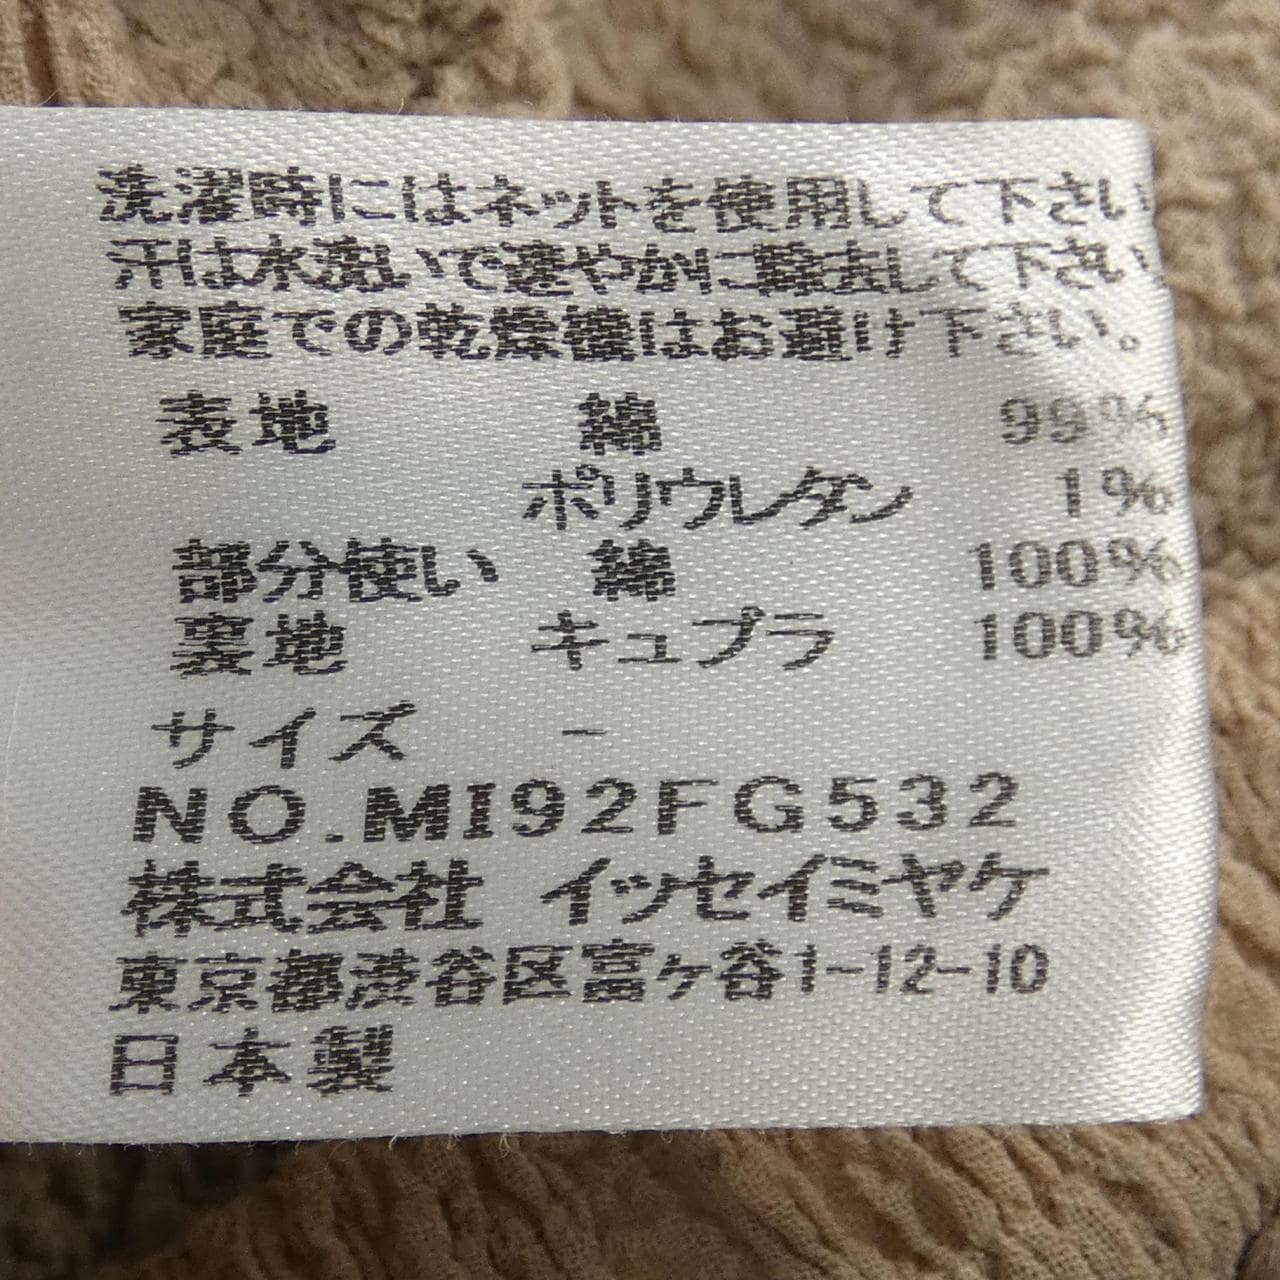 洗濯時にはネットを使用して下さい
汗は水洗いで速やかに除去して下さい
家庭での乾燥機はお避け下さい。
表地 綿 99%
ポリウレタン 1%
部分使い 綿 100%
裏地 キュプラ 100%
サイズ -
NO.MI92FG532
株式会社 イッセイミヤケ
東京都渋谷区富ヶ谷1-12-10
日本製